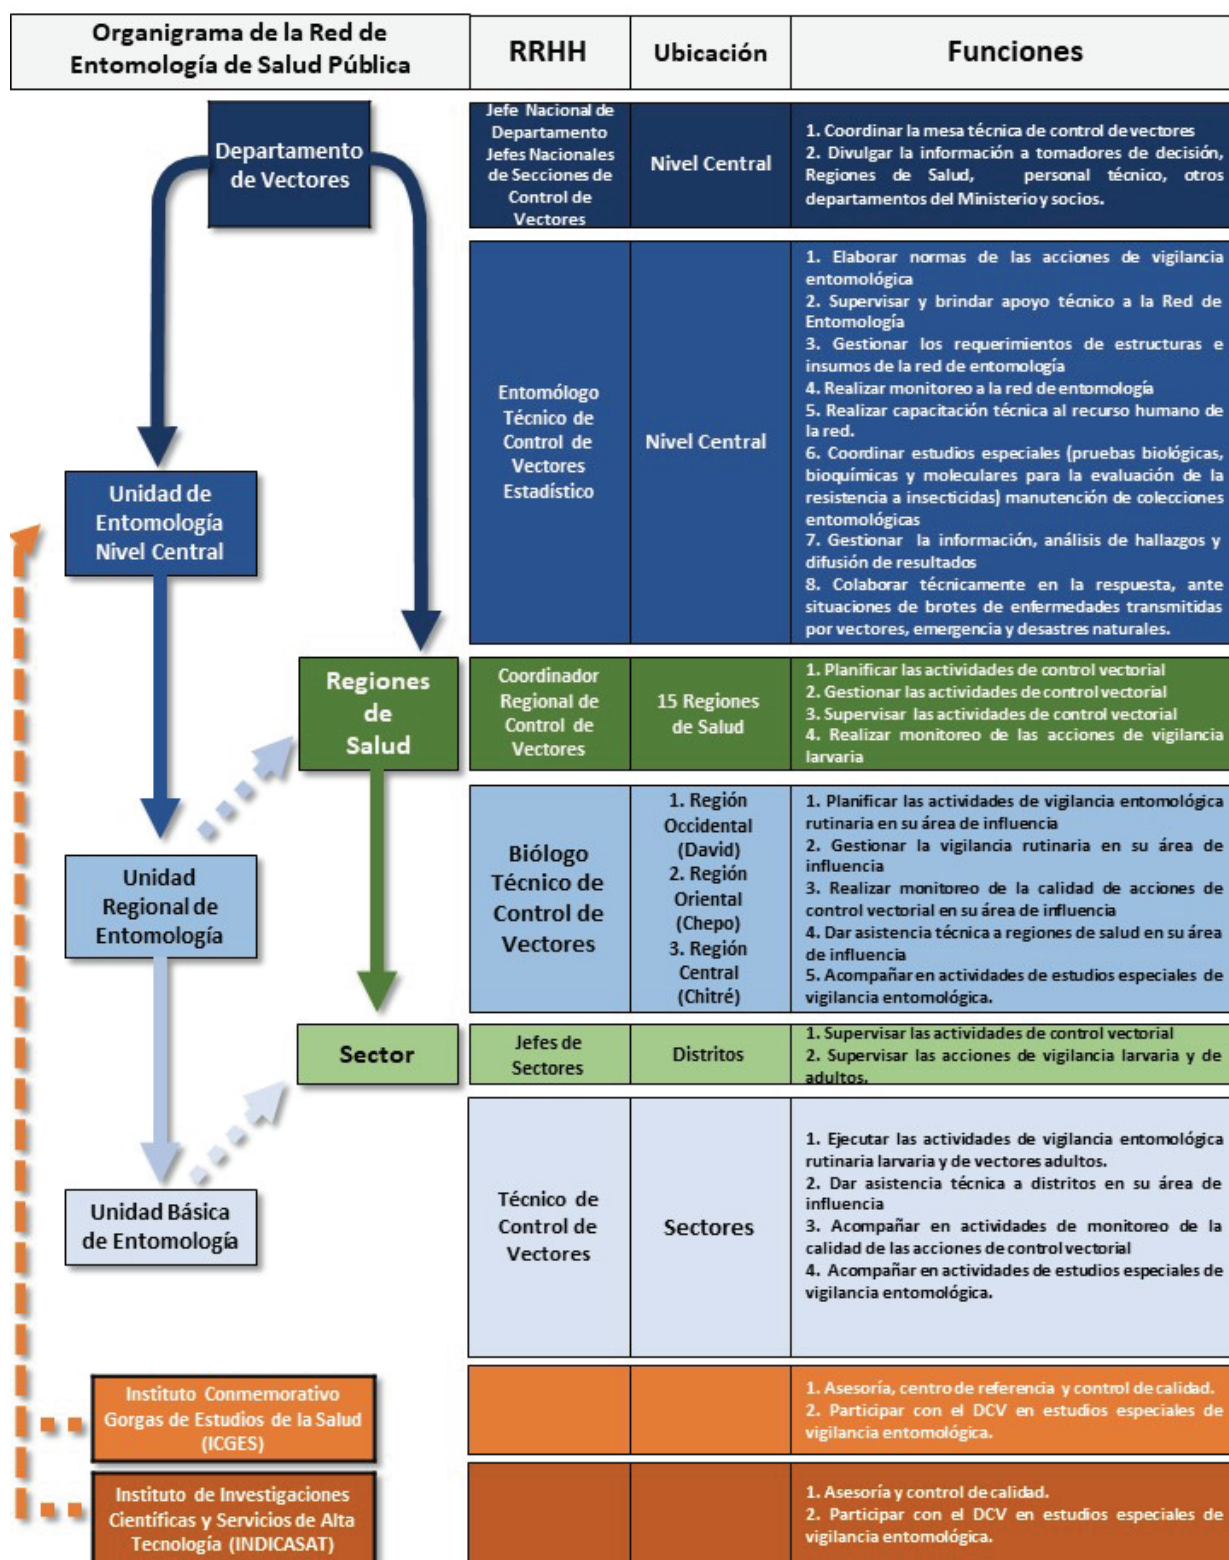 Organigrama de la Red de
Entomología de Salud Pública
RRHH
Ubicación
Funciones
Departamento
de Vectores
Jefe Nacional de
Departamento
Jefes Nacionales
de Secciones de
Control de
Vectores
Nivel Central
1. Coordinar la mesa técnica de control de vectores
2. Divulgar la información a tomadores de decisión,
Regiones de Salud, personal técnico, otros
departamentos del Ministerio y socios.
Unidad de
Entomología
Nivel Central
Entomólogo
Técnico de
Control de
Vectores
Estadístico
Nivel Central
1. Elaborar normas de las acciones de vigilancia
entomológica
2. Supervisar y brindar apoyo técnico a la Red de
Entomología
3. Gestionar los requerimientos de estructuras e
insumos de la red de entomología
4. Realizar monitoreo a la red de entomología
5. Realizar capacitación técnica al recurso humano de
la red.
6. Coordinar estudios especiales (pruebas biológicas,
bioquímicas y moleculares para la evaluación de la
resistencia a insecticidas) manutención de colecciones
entomológicas
7. Gestionar la información, análisis de hallazgos y
difusión de resultados
8. Colaborar técnicamente en la respuesta, ante
situaciones de brotes de enfermedades transmitidas
por vectores, emergencia y desastres naturales.
Regiones
de
Salud
Coordinador
Regional de
Control de
Vectores
15 Regiones
de Salud
1. Planificar las actividades de control vectorial
2. Gestionar las actividades de control vectorial
3. Supervisar las actividades de control vectorial
4. Realizar monitoreo de las acciones de vigilancia
larvaria
Unidad
Regional de
Entomología
Biólogo
Técnico de
Control de
Vectores
1. Región
Occidental
(David)
2. Región
Oriental
(Chepo)
3. Región
Central
(Chitré)
1. Planificar las actividades de vigilancia entomológica
rutinaria en su área de influencia
2. Gestionar la vigilancia rutinaria en su área de
influencia
3. Realizar monitoreo de la calidad de acciones de
control vectorial en su área de influencia
4. Dar asistencia técnica a regiones de salud en su área
de influencia
5. Acompañar en actividades de estudios especiales de
vigilancia entomológica.
Sector
Jefes de
Sectores
Distritos
1. Supervisar las actividades de control vectorial
2. Supervisar las acciones de vigilancia larvaria y de
adultos.
Unidad Básica
de Entomología
Técnico de
Control de
Vectores
Sectores
1. Ejecutar las actividades de vigilancia entomológica
rutinaria larvaria y de vectores adultos.
2. Dar asistencia técnica a distritos en su área de
influencia
3. Acompañar en actividades de monitoreo de la
calidad de las acciones de control vectorial
4. Acompañar en actividades de estudios especiales de
vigilancia entomológica.
Instituto Conmemorativo
Gorgas de Estudios de la Salud
(ICGES)
1. Asesoría, centro de referencia y control de calidad.
2. Participar con el DCV en estudios especiales de
vigilancia entomológica.
Instituto de Investigaciones
Científicas y Servicios de Alta
Tecnología (INDICASAT)
1. Asesoría y control de calidad.
2. Participar con el DCV en estudios especiales de
vigilancia entomológica.